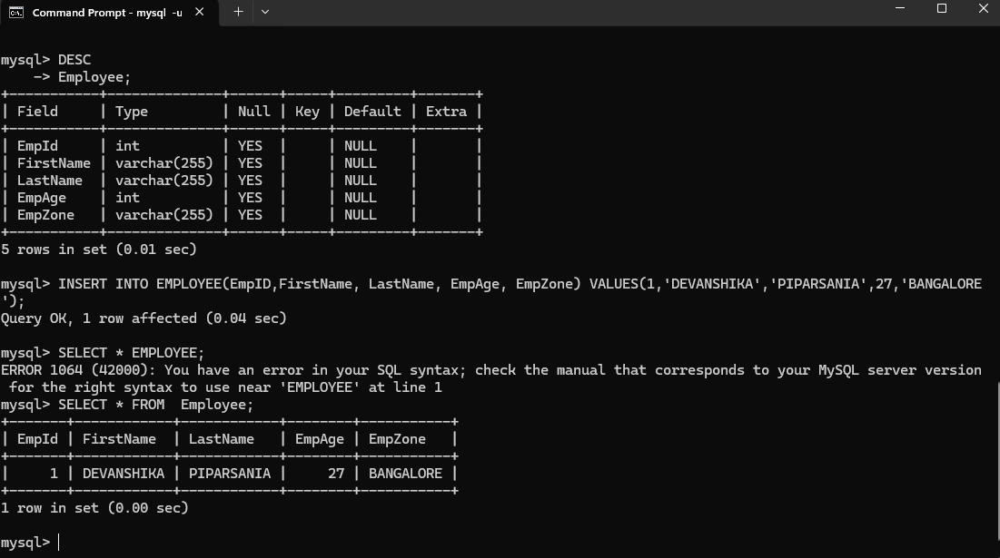 Command Prompt - mysql -u
mysql> DESC
    -> Employee;
+-----------+--------------+------+-----+---------+-------+
| Field     | Type         | Null | Key | Default | Extra |
+-----------+--------------+------+-----+---------+-------+
| EmpId     | int          | YES  |     | NULL    |       |
| FirstName | varchar(255) | YES  |     | NULL    |       |
| LastName  | varchar(255) | YES  |     | NULL    |       |
| EmpAge    | int          | YES  |     | NULL    |       |
| EmpZone   | varchar(255) | YES  |     | NULL    |       |
+-----------+--------------+------+-----+---------+-------+
5 rows in set (0.01 sec)
mysql> INSERT INTO EMPLOYEE(EmpID,FirstName, LastName, EmpAge, EmpZone) VALUES(1,'DEVANSHIKA','PIPARSANIA',27,'BANGALORE
');
Query OK, 1 row affected (0.04 sec)
mysql> SELECT * EMPLOYEE;
ERROR 1064 (42000): You have an error in your SQL syntax; check the manual that corresponds to your MySQL server version
 for the right syntax to use near 'EMPLOYEE' at line 1
mysql> SELECT * FROM  Employee;
+-------+------------+------------+--------+-----------+
| EmpId | FirstName  | LastName   | EmpAge | EmpZone   |
+-------+------------+------------+--------+-----------+
|     1 | DEVANSHIKA | PIPARSANIA |     27 | BANGALORE |
+-------+------------+------------+--------+-----------+
1 row in set (0.00 sec)
mysql>